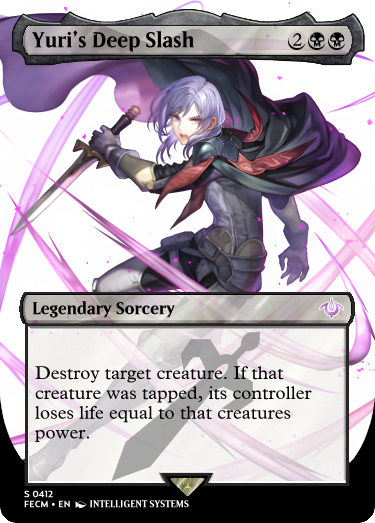 Yuri's Deep Slash 2
Legendary Sorcery
Destroy target creature. If that
creature was tapped, its controller
loses life equal to that creatures
power.
S 0412
FECM • EN INTELLIGENT SYSTEMS